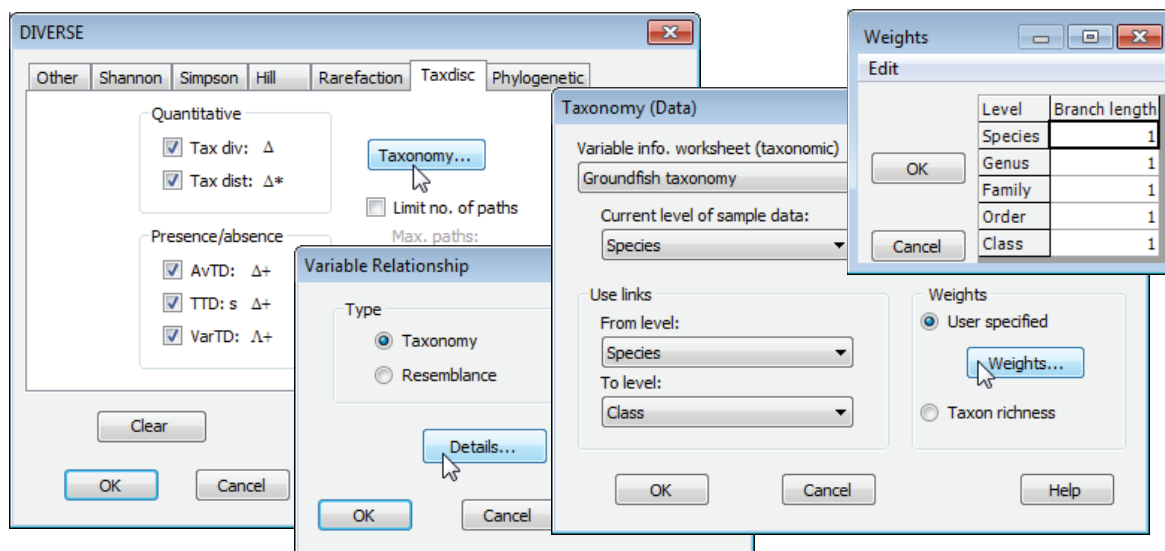 DIVERSE
Other Shannon Simpson Hill Rarefaction Taxdisc Phylogenetic
Quantitative
Tax div: Δ
Tax dist: Δ*
Taxonomy...
Limit no. of paths
Max. paths:
Presence/absence
AvTD: Δ+
TTD: s Δ+
VarTD: Λ+
Clear
OK Cancel
Variable Relationship
Type
Taxonomy
Resemblance
Details...
OK Cancel
Taxonomy (Data)
Variable info. worksheet (taxonomic)
Groundfish taxonomy
Current level of sample data:
Species
Use links
From level:
Species
To level:
Class
Weights
User specified
Weights...
Taxon richness
OK Cancel Help
Weights
Edit
Level Branch length
Species 1
Genus 1
Family 1
Order 1
Class 1
OK
Cancel